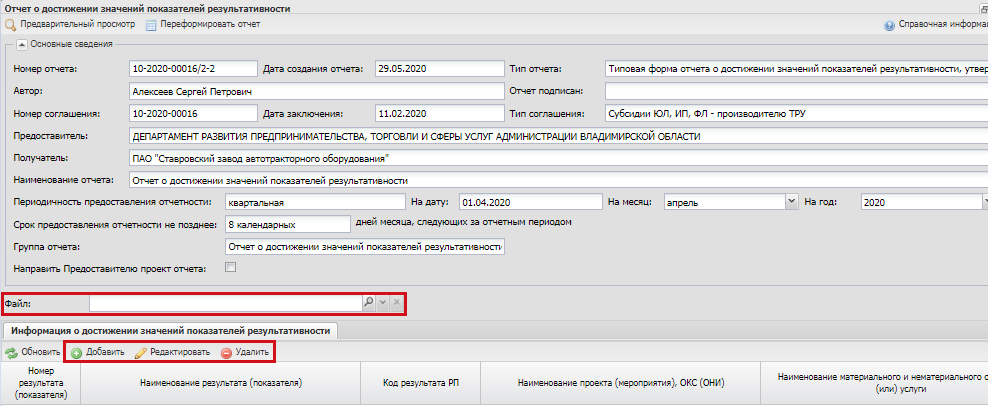 Отчет о достижении значений показателей результативности
Предварительный просмотр Переформировать отчет Справочная информац
Основные сведения
Номер отчета: 10-2020-00016/2-2 Дата создания отчета: 29.05.2020 Тип отчета: Типовая форма отчета о достижении значений показателей результативности, утвер
Автор: Алексеев Сергей Петрович Отчет подписан:
Номер соглашения: 10-2020-00016 Дата заключения: 11.02.2020 Тип соглашения: Субсидии ЮЛ, ИП, ФЛ - производителю ТРУ
Предоставитель: ДЕПАРТАМЕНТ РАЗВИТИЯ ПРЕДПРИНИМАТЕЛЬСТВА, ТОРГОВЛИ И СФЕРЫ УСЛУГ АДМИНИСТРАЦИИ ВЛАДИМИРСКОЙ ОБЛАСТИ
Получатель: ПАО "Ставровский завод автотракторного оборудования"
Наименование отчета: Отчет о достижении значений показателей результативности
Периодичность предоставления отчетности: квартальная На дату: 01.04.2020 На месяц: апрель На год: 2020
Срок предоставления отчетности не позднее: 8 календарных дней месяца, следующих за отчетным периодом
Группа отчета: Отчет о достижении значений показателей результативности
Направить Предоставителю проект отчета:
Файл:
Информация о достижении значений показателей результативности
Обновить Добавить Редактировать Удалить
Номер результата (показателя) Наименование результата (показателя) Код результата РП Наименование проекта (мероприятия), ОКС (ОНИ) Наименование материального и нематериального о (или) услуги